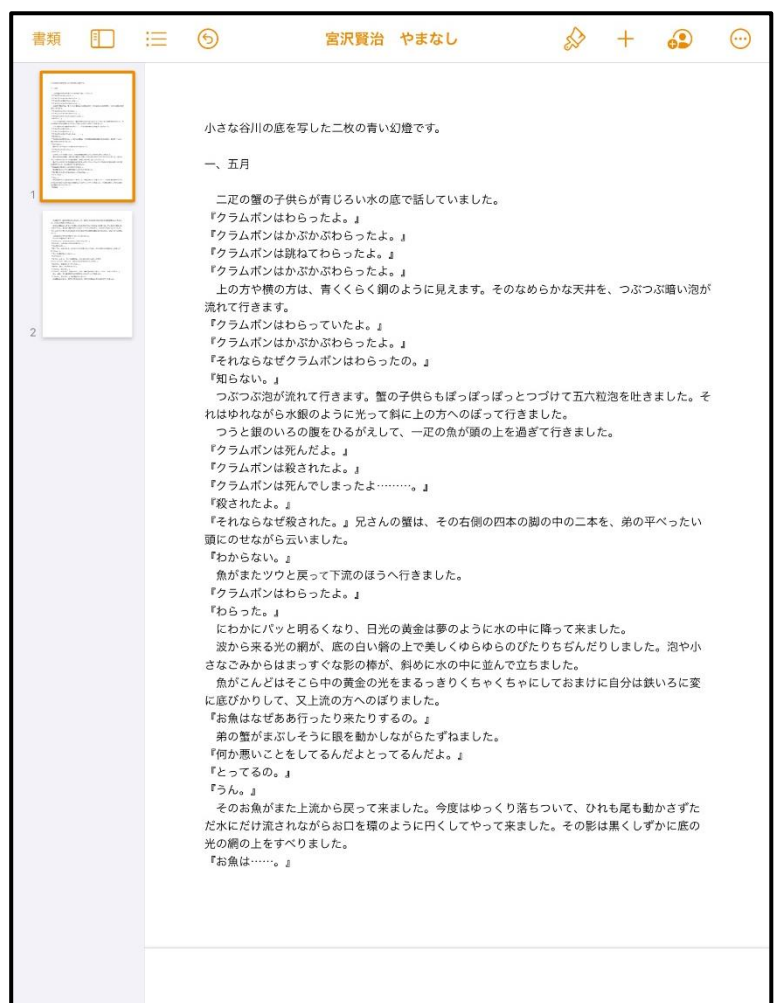 書類
宮沢賢治　やまなし
1
2
小さな谷川の底を写した二枚の青い幻燈です。
一、五月
　二疋の蟹の子供らが青じろい水の底で話していました。
『クラムボンはわらったよ。』
『クラムボンはかぷかぷわらったよ。』
『クラムボンは跳ねてわらったよ。』
『クラムボンはかぷかぷわらったよ。』
　上の方や横の方は、青くくらく鋼のように見えます。そのなめらかな天井を、つぶつぶ暗い泡が
流れて行きます。
『クラムボンはわらっていたよ。』
『クラムボンはかぷかぷわらったよ。』
『それならなぜクラムボンはわらったの。』
『知らない。』
　つぶつぶ泡が流れて行きます。蟹の子供らもぽっぽっぽっとつづけて五六粒泡を吐きました。そ
れはゆれながら水銀のように光って斜に上の方へのぼって行きました。
　つうと銀のいろの腹をひるがえして、一疋の魚が頭の上を過ぎて行きました。
『クラムボンは死んだよ。』
『クラムボンは殺されたよ。』
『クラムボンは死んでしまったよ………。』
『殺されたよ。』
『それならなぜ殺された。』兄さんの蟹は、その右側の四本の脚の中の二本を、弟の平べったい
頭にのせながら云いました。
『わからない。』
　魚がまたツウと戻って下流のほうへ行きました。
『クラムボンはわらったよ。』
『わらった。』
　にわかにパッと明るくなり、日光の黄金は夢のように水の中に降って来ました。
　波から来る光の網が、底の白い磐の上で美しくゆらゆらのびたりちぢんだりしました。泡や小
さなごみからはまっすぐな影の棒が、斜めに水の中に並んで立ちました。
　魚がこんどはそこら中の黄金の光をまるっきりくちゃくちゃにしておまけに自分は鉄いろに変
に底びかりして、又上流の方へのぼりました。
『お魚はなぜああ行ったり来たりするの。』
　弟の蟹がまぶしそうに眼を動かしながらたずねました。
『何か悪いことをしてるんだよとってるんだよ。』
『とってるの。』
『うん。』
　そのお魚がまた上流から戻って来ました。今度はゆっくり落ちついて、ひれも尾も動かさずた
だ水にだけ流されながらお口を環のように円くしてやって来ました。その影は黒くしずかに底の
光の網の上をすべりました。
『お魚は……。』